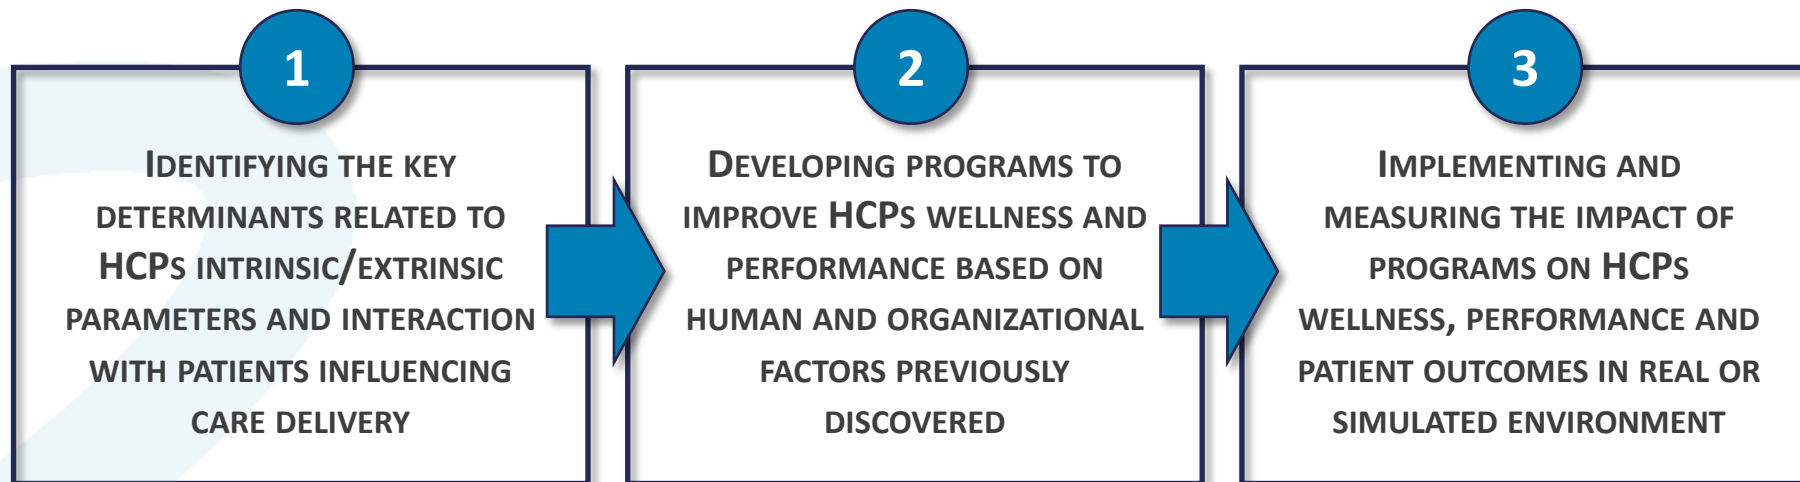 1
IDENTIFYING THE KEY
DETERMINANTS RELATED TO
HCPS INTRINSIC/EXTRINSIC
PARAMETERS AND INTERACTION
WITH PATIENTS INFLUENCING
CARE DELIVERY
2
DEVELOPING PROGRAMS TO
IMPROVE HCPS WELLNESS AND
PERFORMANCE BASED ON
HUMAN AND ORGANIZATIONAL
FACTORS PREVIOUSLY
DISCOVERED
3
IMPLEMENTING AND
MEASURING THE IMPACT OF
PROGRAMS ON HCPS
WELLNESS, PERFORMANCE AND
PATIENT OUTCOMES IN REAL OR
SIMULATED ENVIRONMENT